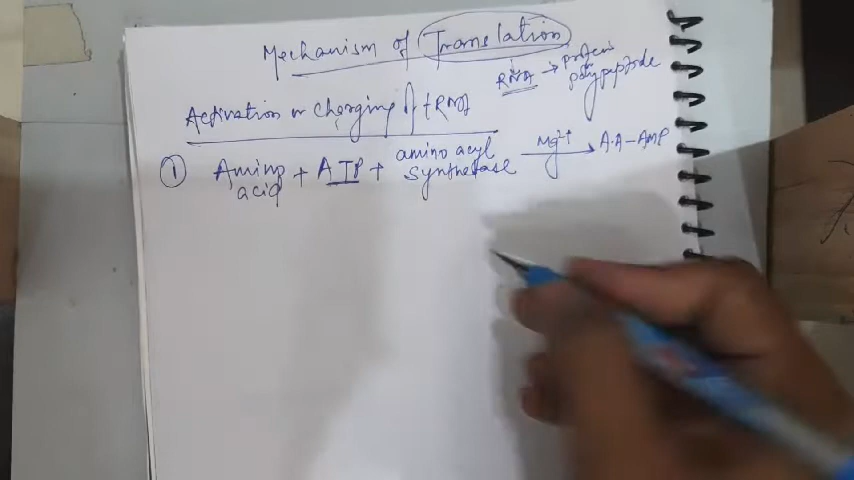 Mechanism of Translation
RNA → protein
or
polypeptide
Activation or Charging of tRNA
① Amino acid + ATP + amino acyl synthetase Mg2+ → A.A-AMP